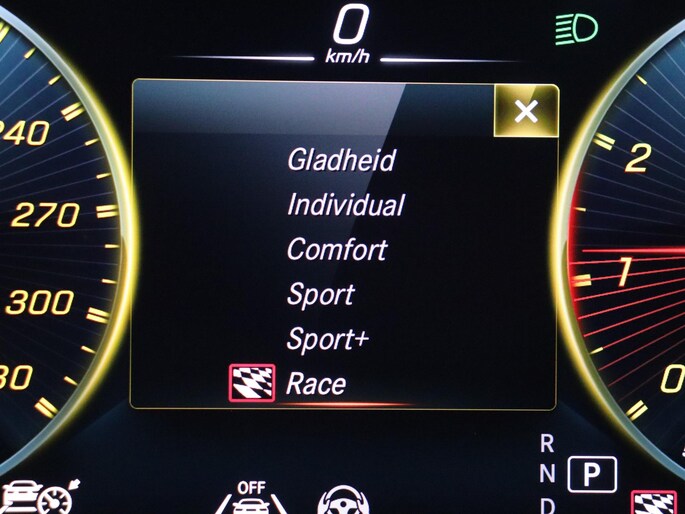 0
km/h
240
270
300
Gladheid
Individual
Comfort
Sport
Sport+
Race
2
1
0
R
N
P
D
OFF